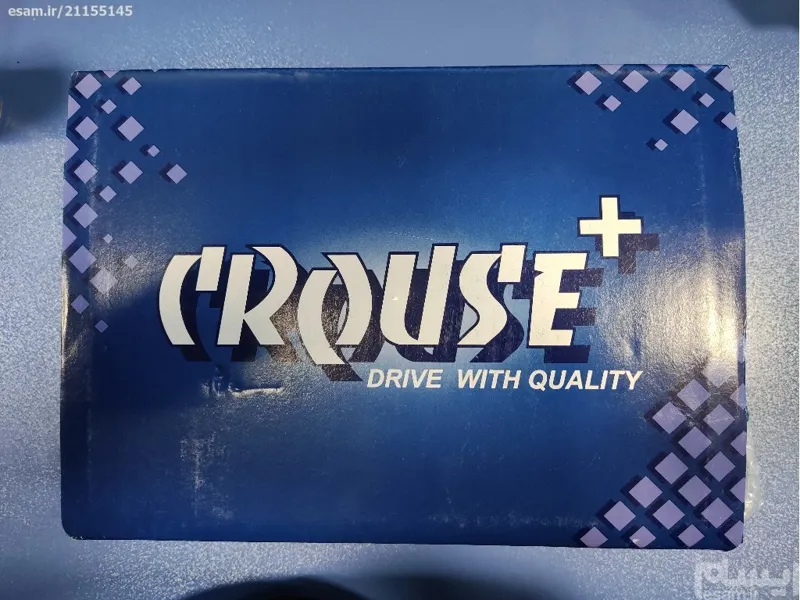 esam.ir/21155145
CROUSE+
DRIVE WITH QUALITY
ایسام